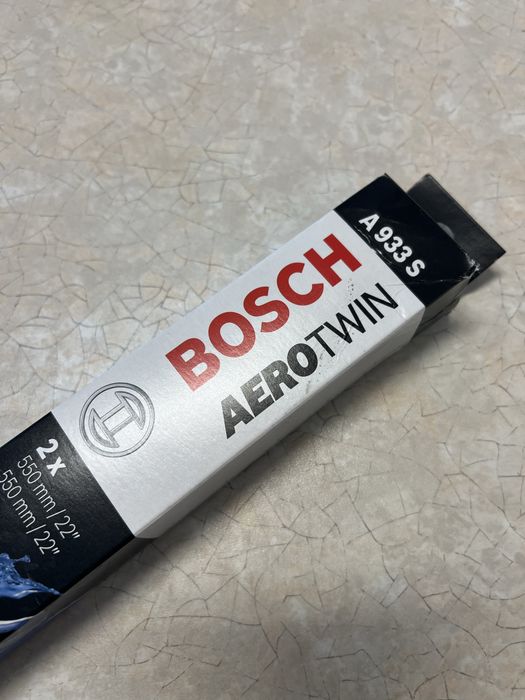 A 933 S
BOSCH
AEROTWIN
2 x
550 mm / 22"
550 mm / 22"